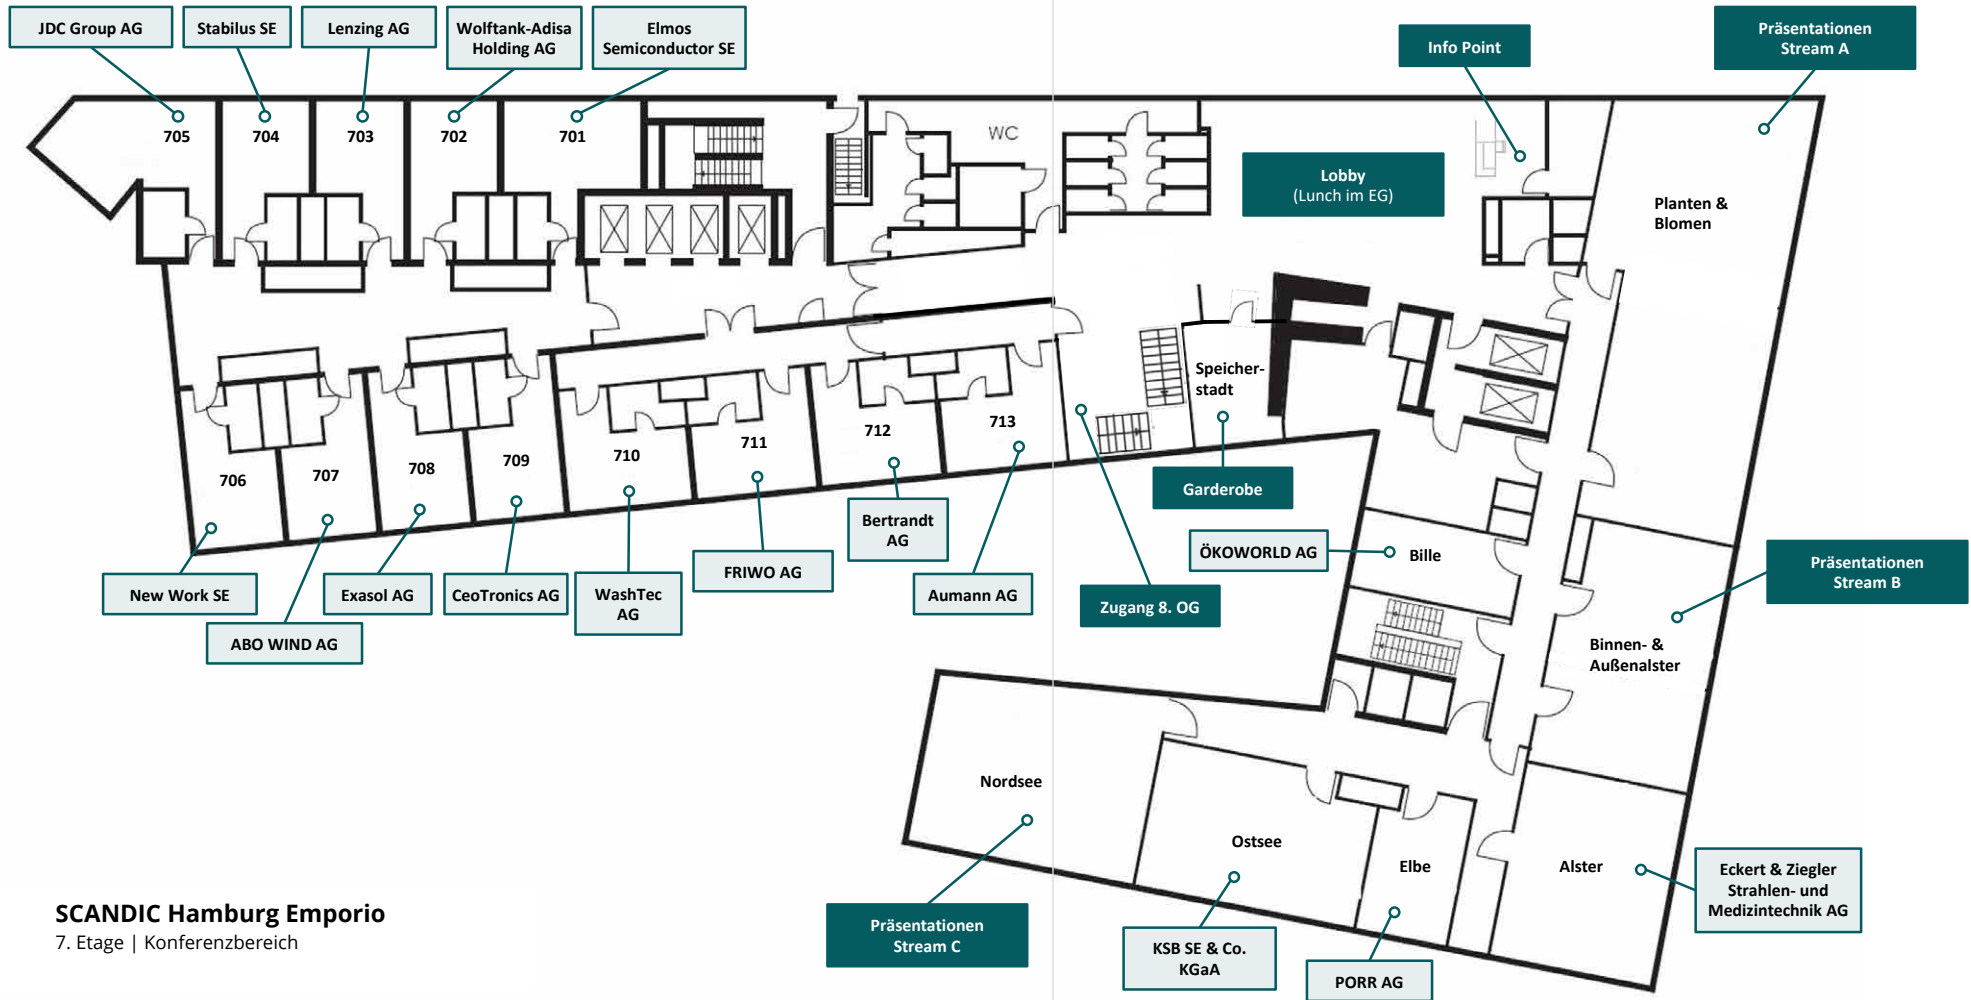 JDC Group AG
Stabilus SE
Lenzing AG
Wolftank-Adisa
Holding AG
Elmos
Semiconductor SE
Info Point
Präsentationen
Stream A
705
704
703
702
701
WC
Lobby
(Lunch im EG)
Planten &
Blomen
Speicher-
stadt
706
707
708
709
710
711
712
713
Garderobe
Bertrandt
AG
ÖKOWORLD AG
Bille
FRIWO AG
New Work SE
Exasol AG
CeoTronics AG
WashTec
AG
Aumann AG
Zugang 8. OG
Präsentationen
Stream B
ABO WIND AG
Binnen- &
Außenalster
Nordsee
Ostsee
Elbe
Alster
Eckert & Ziegler
Strahlen- und
Medizintechnik AG
SCANDIC Hamburg Emporio
7. Etage | Konferenzbereich
Präsentationen
Stream C
KSB SE & Co.
KGaA
PORR AG